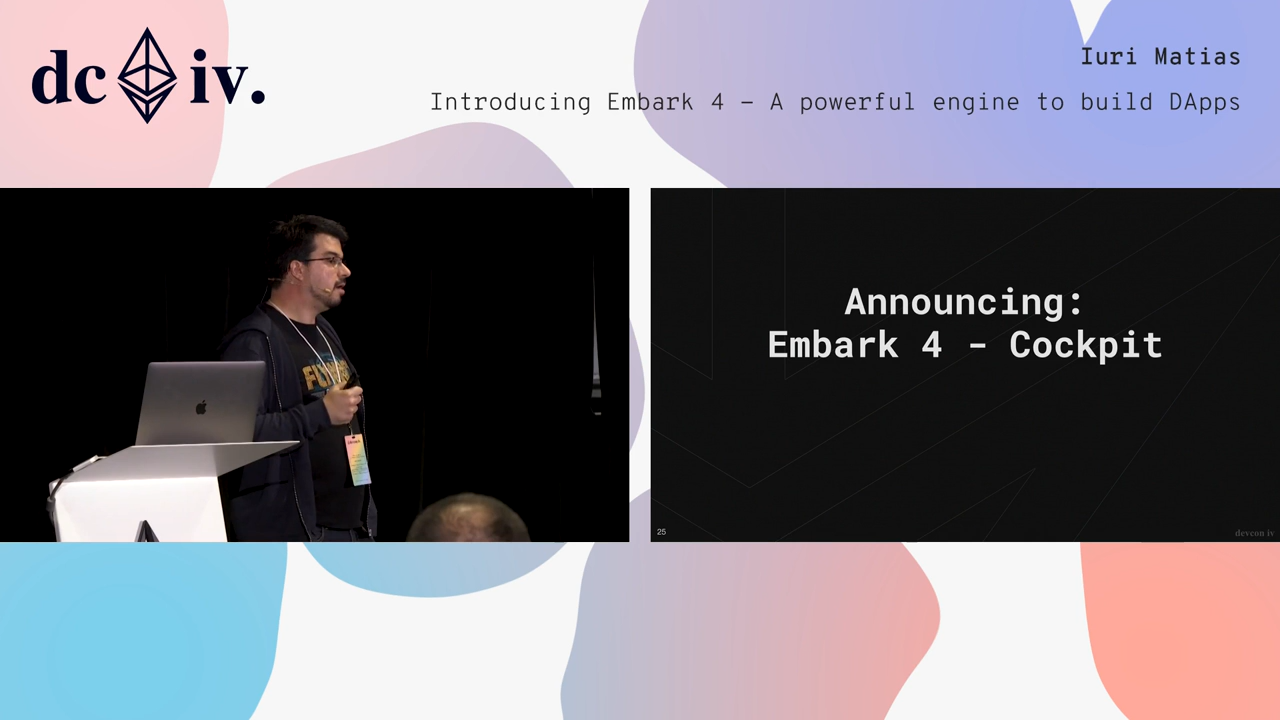 dc iv.
Iuri Matias
Introducing Embark 4 – A powerful engine to build DApps
Announcing:
Embark 4 – Cockpit
25
devcon iv